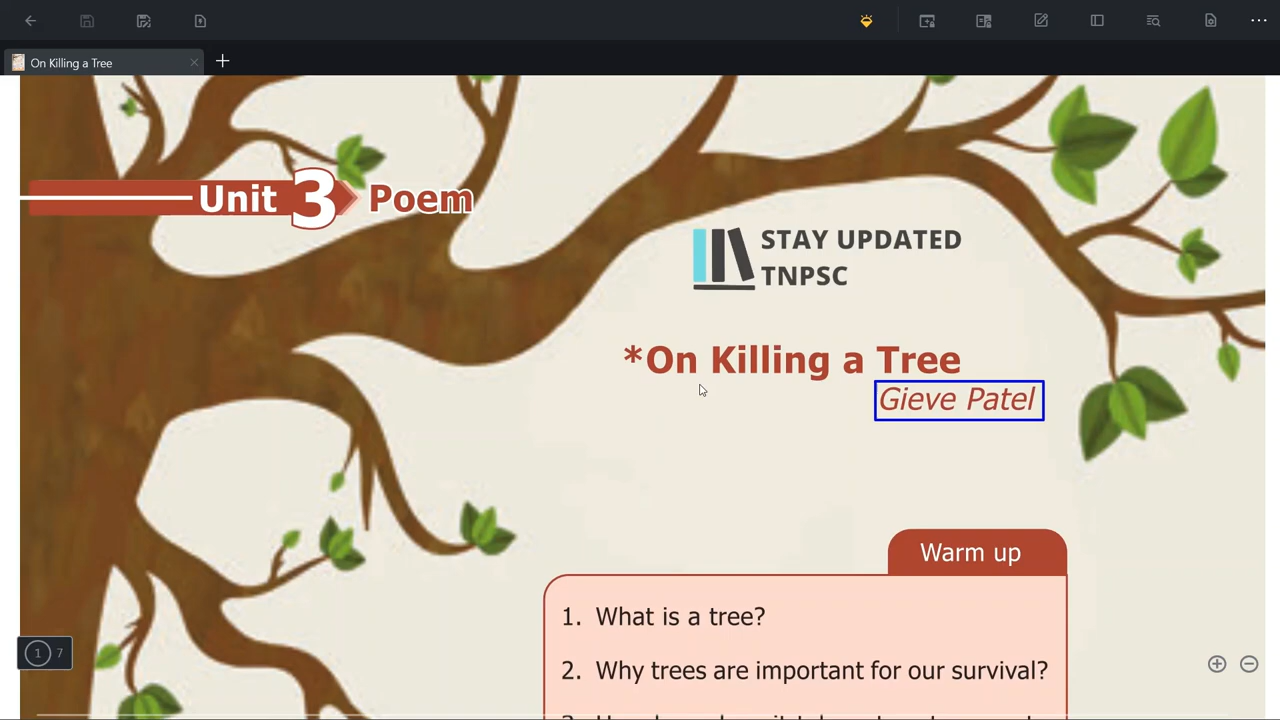 On Killing a Tree
Unit 3 Poem
STAY UPDATED
TNPSC
*On Killing a Tree
Gieve Patel
Warm up
1. What is a tree?
2. Why trees are important for our survival?
1 7